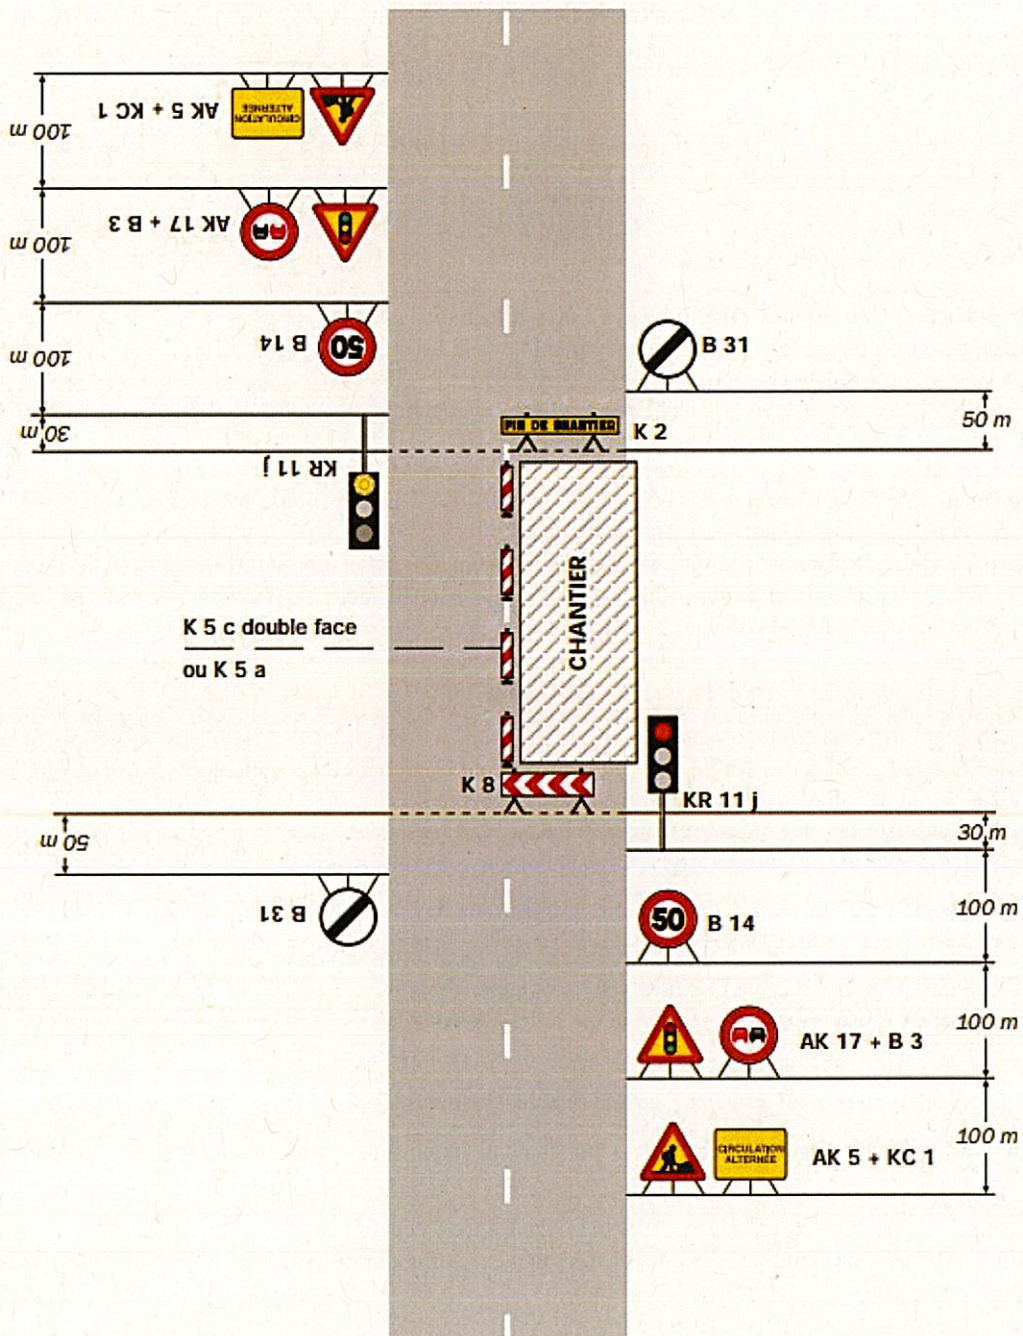 AK 5 + KC 1
CIRCULATION
ALTERNÉE
100 m
AK 17 + B 3
100 m
B 14
50
100 m
B 31
50 m
30 m
KR 11 j
FIN DE CHANTIER
K 2
CHANTIER
K 5 c double face
ou K 5 a
K 8
KR 11 j
30 m
50 m
B 31
50
B 14
100 m
AK 17 + B 3
100 m
CIRCULATION
ALTERNÉE
AK 5 + KC 1
100 m